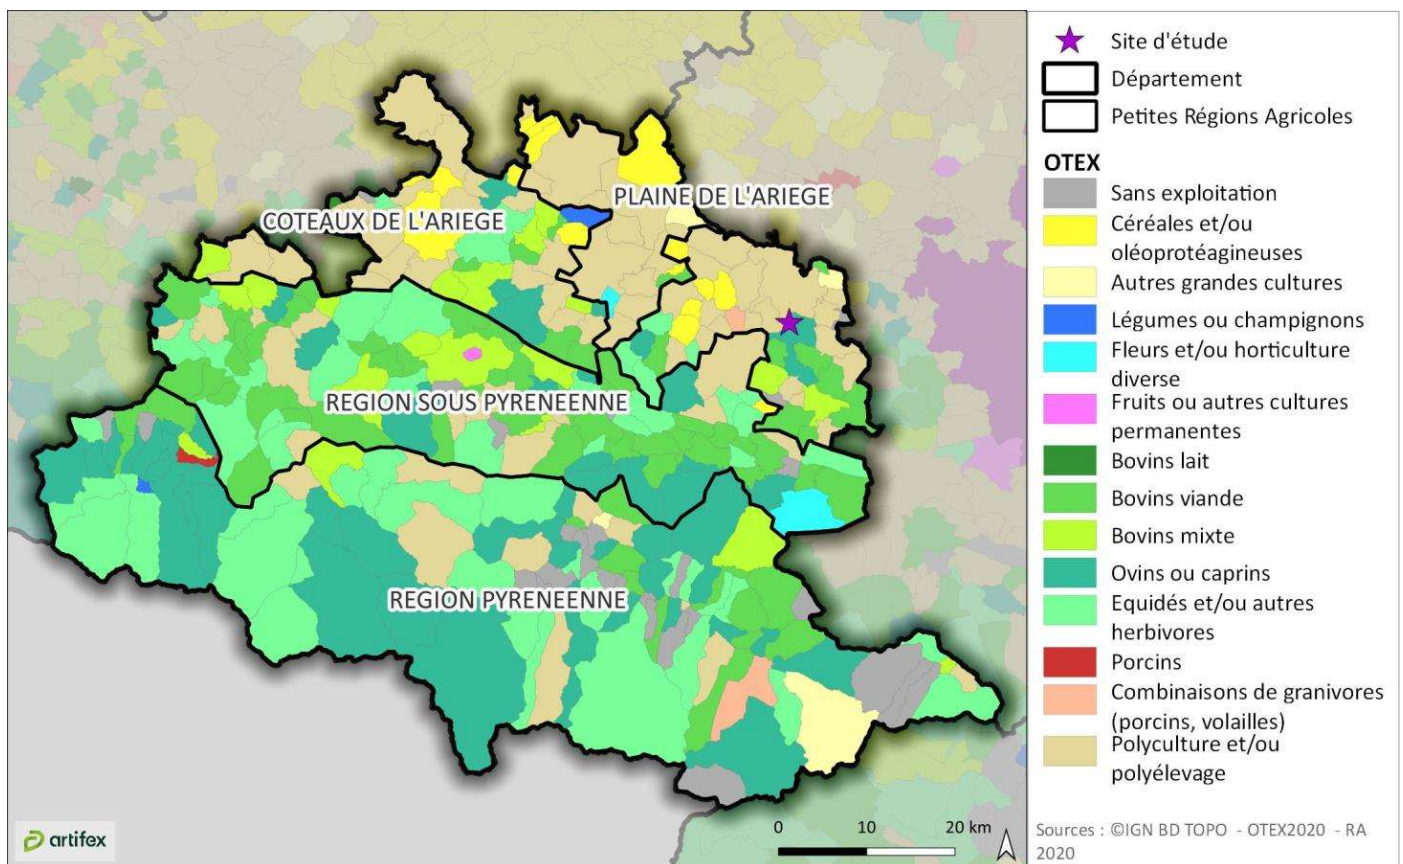 COTEAUX DE L'ARIEGE
PLAINE DE L'ARIEGE
REGION SOUS PYRENEENNE
REGION PYRENEENNE
artifex
0 10 20 km
Site d'étude
Département
Petites Régions Agricoles
OTEX
Sans exploitation
Céréales et/ou
oléoprotéagineuses
Autres grandes cultures
Légumes ou champignons
Fleurs et/ou horticulture
diverse
Fruits ou autres cultures
permanentes
Bovins lait
Bovins viande
Bovins mixte
Ovins ou caprins
Equidés et/ou autres
herbivores
Porcins
Combinaisons de granivores
(porcins, volailles)
Polyculture et/ou
polyélevage
Sources : ©IGN BD TOPO - OTEX2020 - RA
2020